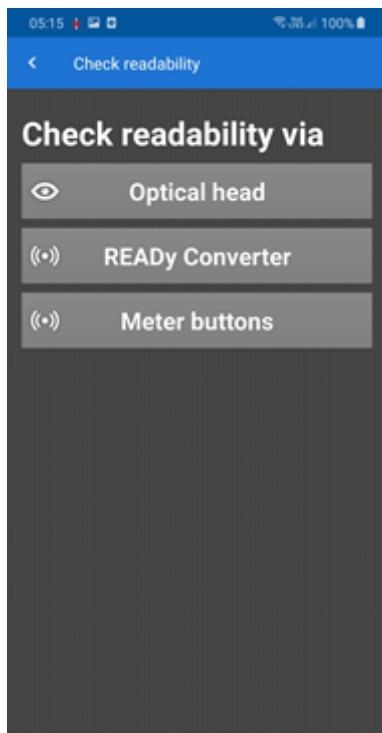 05:15 100%
Check readability
Check readability via
Optical head
READy Converter
Meter buttons